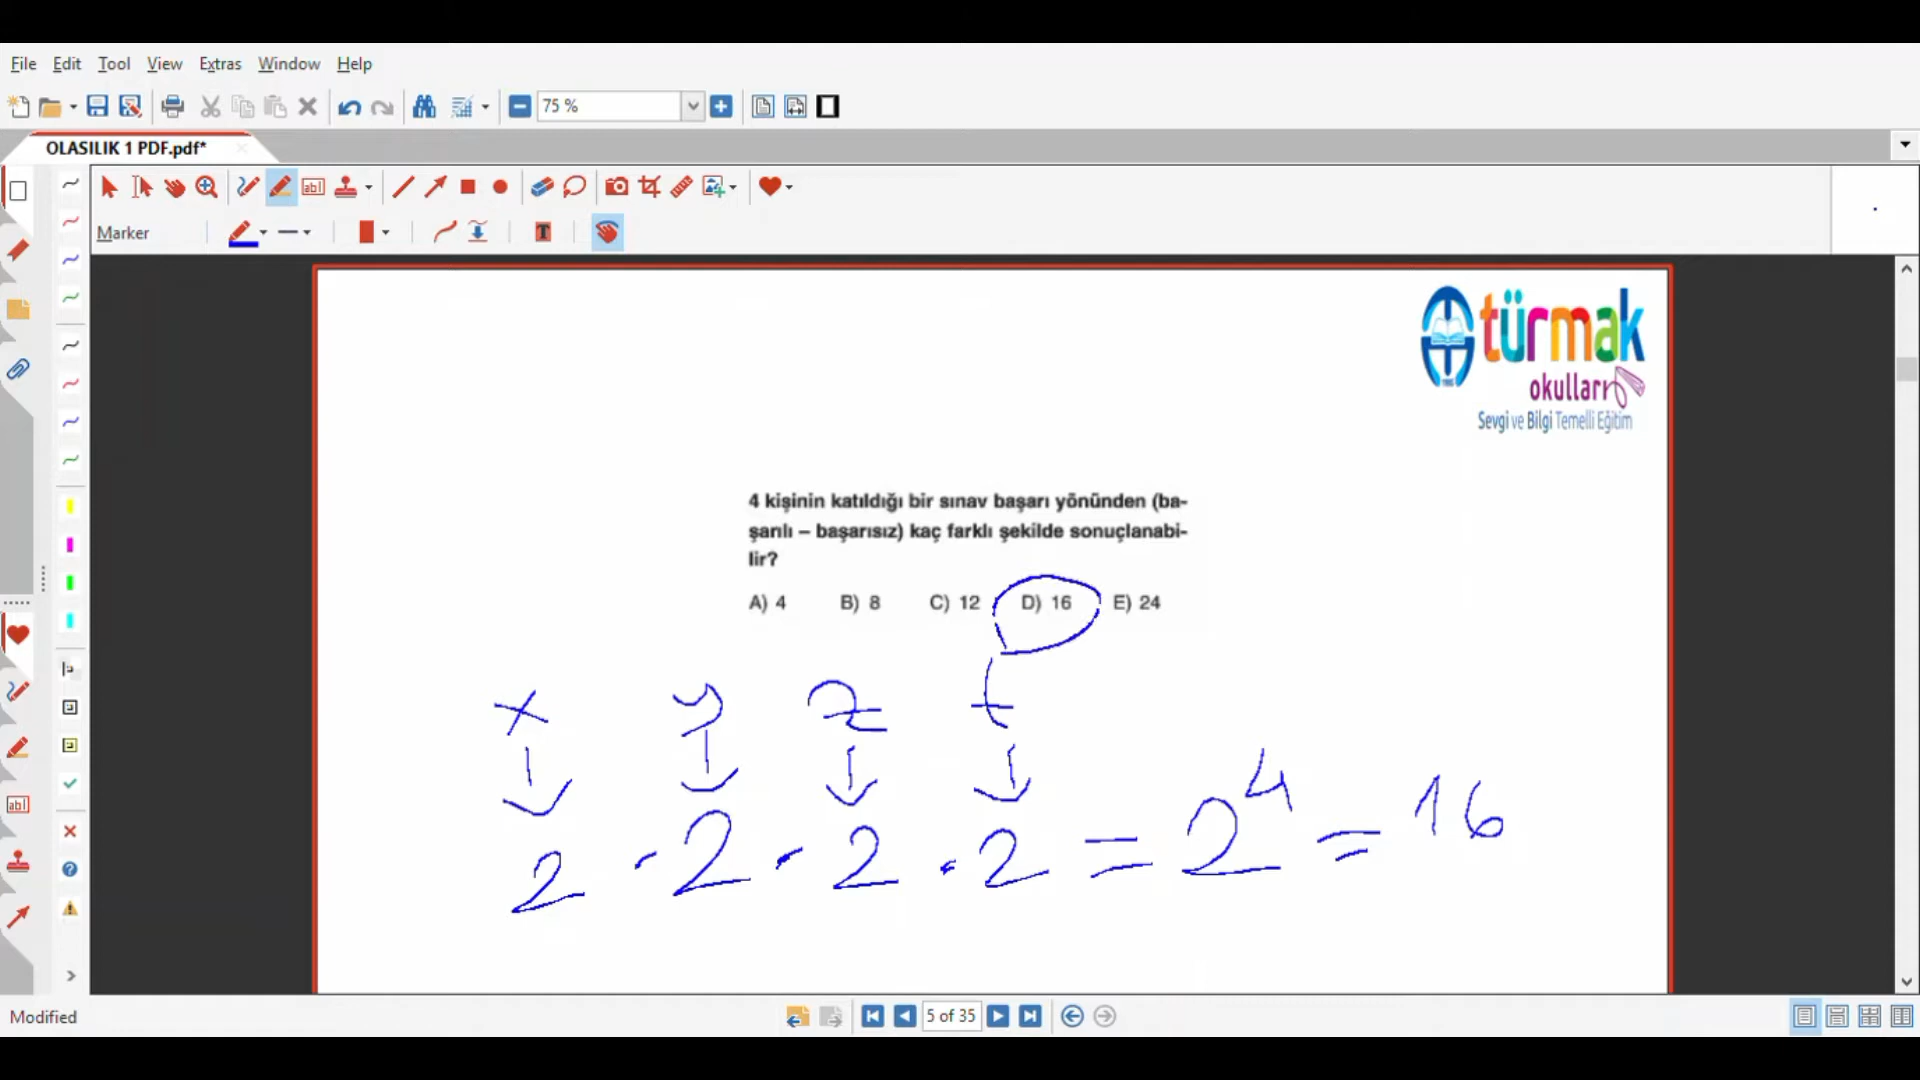 File Edit Tool View Extras Window Help
75 %
OLASILIK 1 PDF.pdf*
Marker
türmak
okulları
Sevgi ve Bilgi Temelli Eğitim
4 kişinin katıldığı bir sınav başarı yönünden (ba-
şarılı – başarısız) kaç farklı şekilde sonuçlanabi-
lir?
A) 4 B) 8 C) 12 D) 16 E) 24
x y z t
2 · 2 · 2 · 2 = 2⁴ = 16
Modified
5 of 35